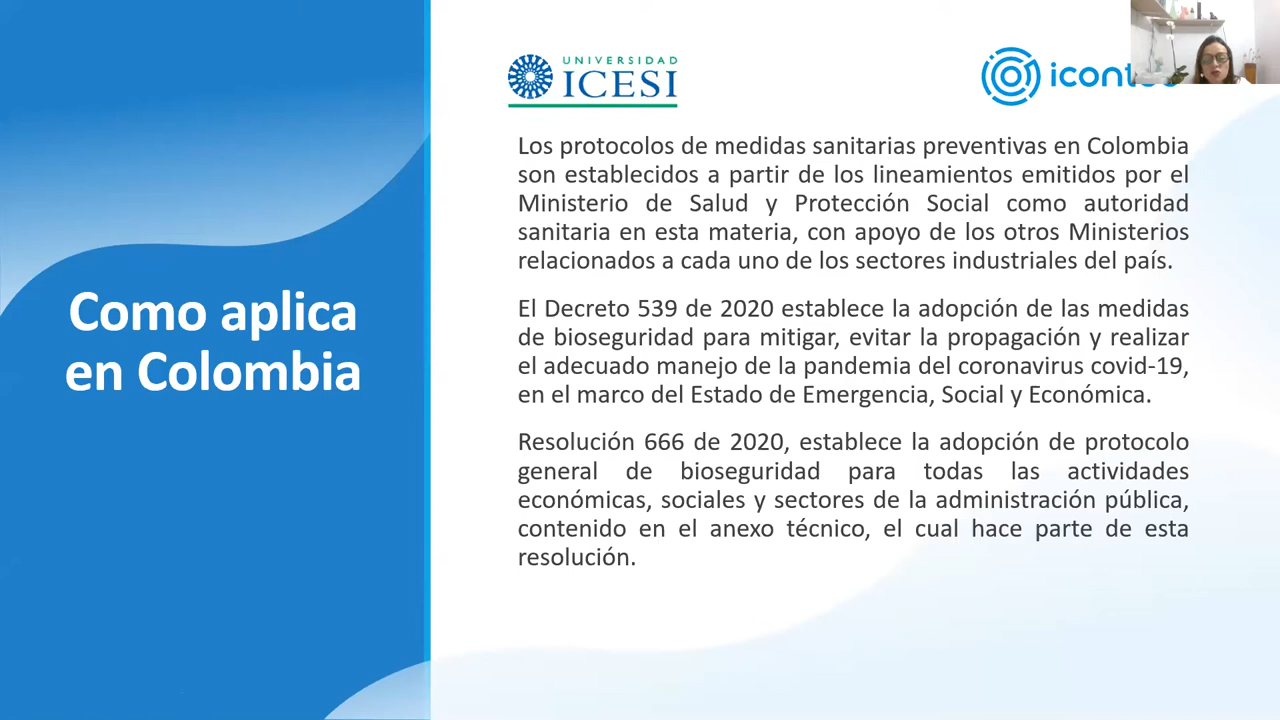 UNIVERSIDAD
ICESI
Como aplica
en Colombia
Los protocolos de medidas sanitarias preventivas en Colombia
son establecidos a partir de los lineamientos emitidos por el
Ministerio de Salud y Protección Social como autoridad
sanitaria en esta materia, con apoyo de los otros Ministerios
relacionados a cada uno de los sectores industriales del país.
El Decreto 539 de 2020 establece la adopción de las medidas
de bioseguridad para mitigar, evitar la propagación y realizar
el adecuado manejo de la pandemia del coronavirus covid-19,
en el marco del Estado de Emergencia, Social y Económica.
Resolución 666 de 2020, establece la adopción de protocolo
general de bioseguridad para todas las actividades
económicas, sociales y sectores de la administración pública,
contenido en el anexo técnico, el cual hace parte de esta
resolución.